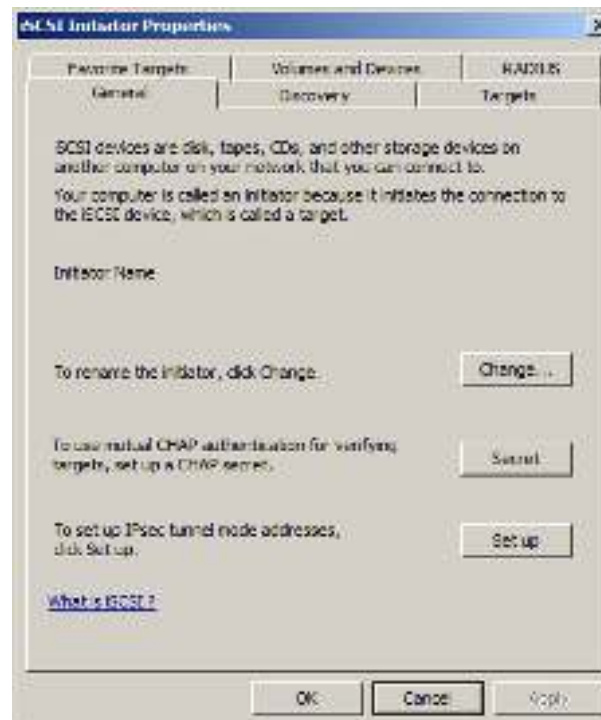 iSCSI Initiator Properties
Favorite Targets Volumes and Devices RADIUS
General Discovery Targets
iSCSI devices are disk, tapes, CDs, and other storage devices on
another computer on your network that you can connect to.
Your computer is called an initiator because it initiates the connection to
the iSCSI device, which is called a target.
Initiator Name
To rename the initiator, click Change.
Change...
To use mutual CHAP authentication for verifying
targets, set up a CHAP secret.
Secret
To set up IPsec tunnel mode addresses,
click Set up.
Set up
What is iSCSI?
OK Cancel Apply